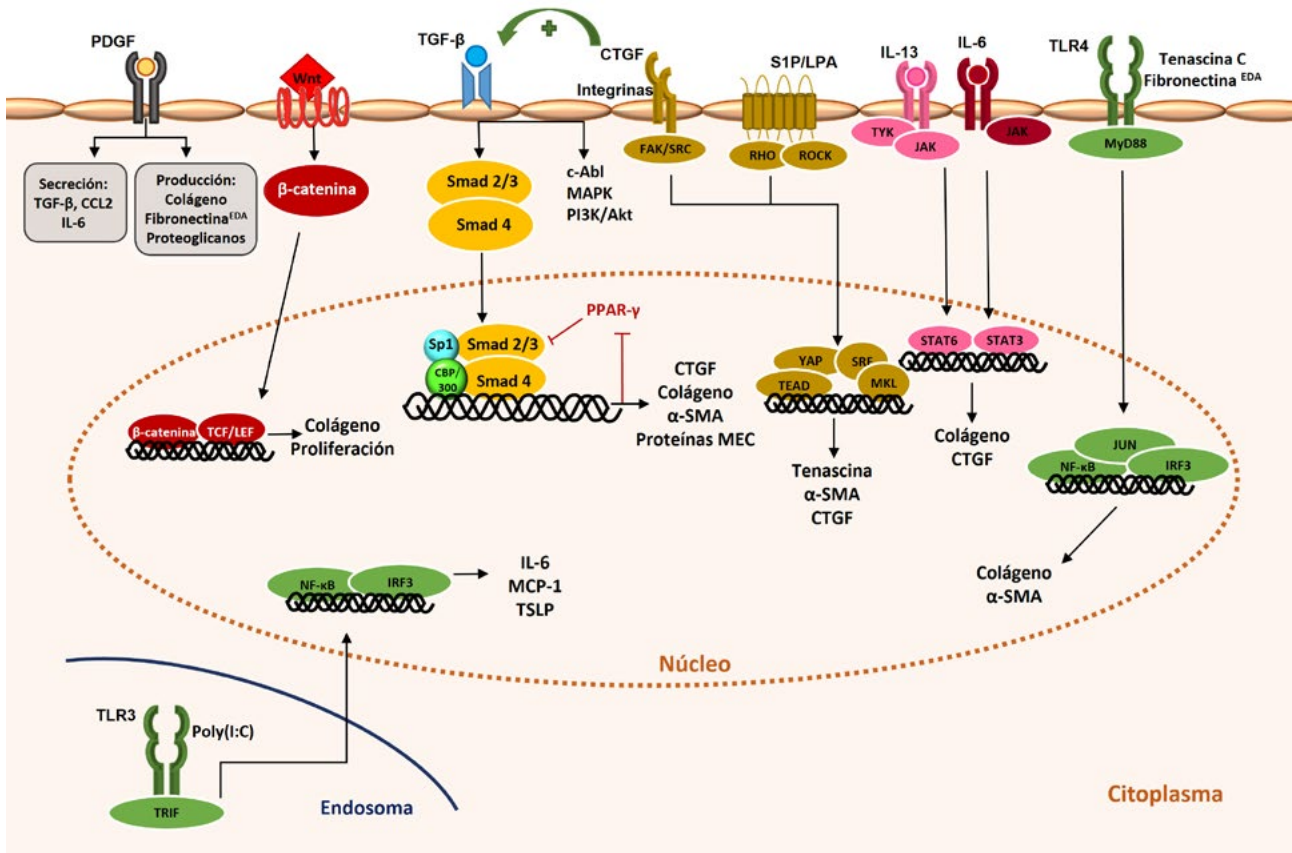 PDGF
Wnt
TGF-β
+
CTGF
Integrinas
S1P/LPA
IL-13
IL-6
TLR4
Tenascina C
Fibronectina EDA
FAK/SRC
RHO
ROCK
TYK
JAK
JAK
MyD88
Secreción:
TGF-β, CCL2
IL-6
Producción:
Colágeno
Fibronectina EDA
Proteoglicanos
β-catenina
Smad 2/3
Smad 4
c-Abl
MAPK
PI3K/Akt
PPAR-γ
Sp1
Smad 2/3
CBP/
300
Smad 4
CTGF
Colágeno
α-SMA
Proteínas MEC
YAP
SRF
TEAD
MKL
Tenascina
α-SMA
CTGF
STAT6
STAT3
Colágeno
CTGF
β-catenina
TCF/LEF
Colágeno
Proliferación
JUN
NF-κB
IRF3
Colágeno
α-SMA
NF-κB
IRF3
IL-6
MCP-1
TSLP
Núcleo
TLR3
Poly(I:C)
TRIF
Endosoma
Citoplasma